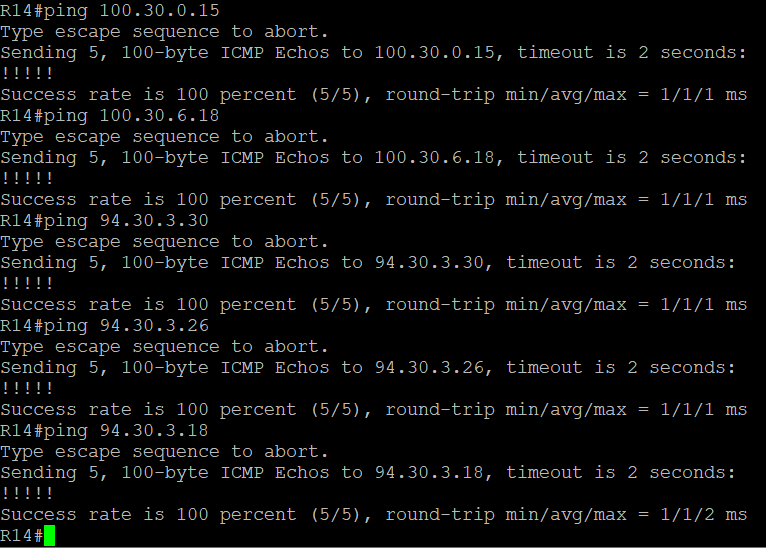 R14#ping 100.30.0.15
Type escape sequence to abort.
Sending 5, 100-byte ICMP Echos to 100.30.0.15, timeout is 2 seconds:
!!!!!
Success rate is 100 percent (5/5), round-trip min/avg/max = 1/1/1 ms
R14#ping 100.30.6.18
Type escape sequence to abort.
Sending 5, 100-byte ICMP Echos to 100.30.6.18, timeout is 2 seconds:
!!!!!
Success rate is 100 percent (5/5), round-trip min/avg/max = 1/1/1 ms
R14#ping 94.30.3.30
Type escape sequence to abort.
Sending 5, 100-byte ICMP Echos to 94.30.3.30, timeout is 2 seconds:
!!!!!
Success rate is 100 percent (5/5), round-trip min/avg/max = 1/1/1 ms
R14#ping 94.30.3.26
Type escape sequence to abort.
Sending 5, 100-byte ICMP Echos to 94.30.3.26, timeout is 2 seconds:
!!!!!
Success rate is 100 percent (5/5), round-trip min/avg/max = 1/1/1 ms
R14#ping 94.30.3.18
Type escape sequence to abort.
Sending 5, 100-byte ICMP Echos to 94.30.3.18, timeout is 2 seconds:
!!!!!
Success rate is 100 percent (5/5), round-trip min/avg/max = 1/1/2 ms
R14#